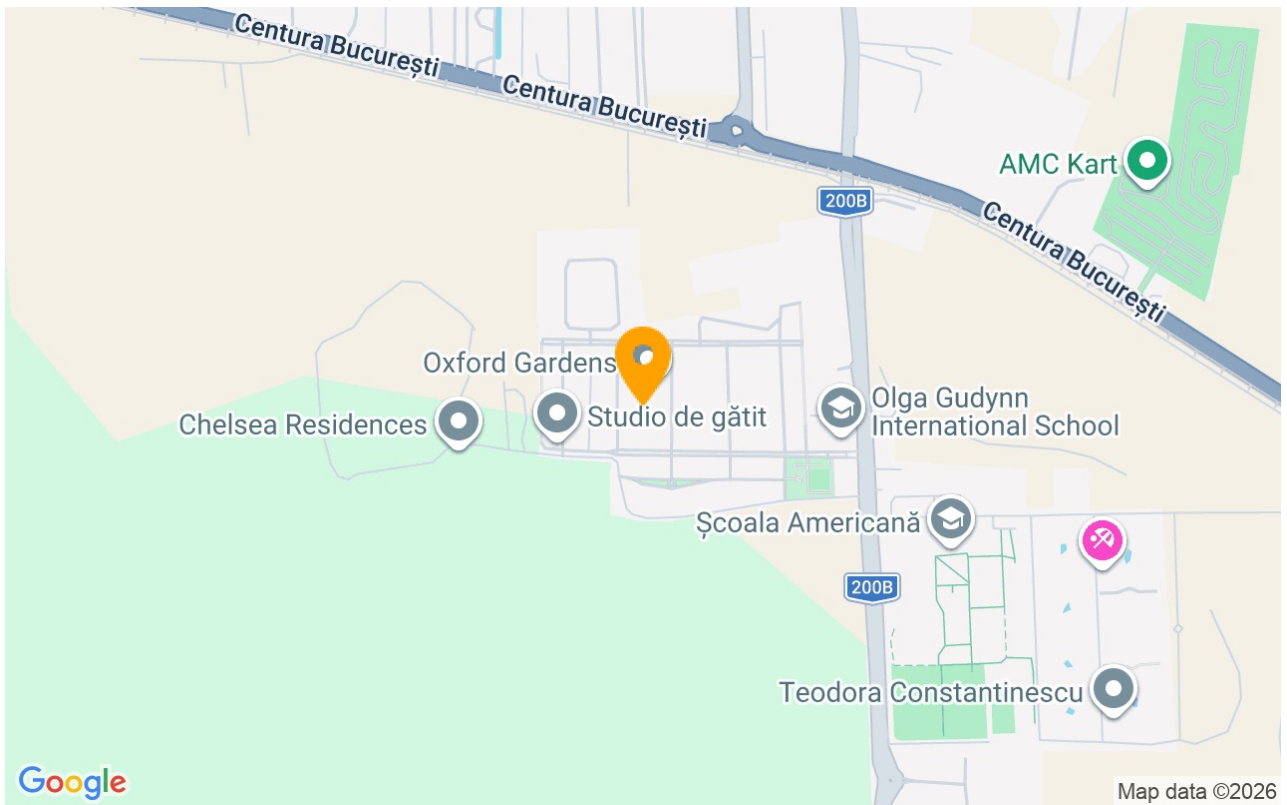 Centura București
Centura București
AMC Kart
200B
Centura București
Oxford Gardens
Olga Gudynn
International School
Studio de gătit
Chelsea Residences
Școala Americană
200B
Teodora Constantinescu
Google
Map data ©2026